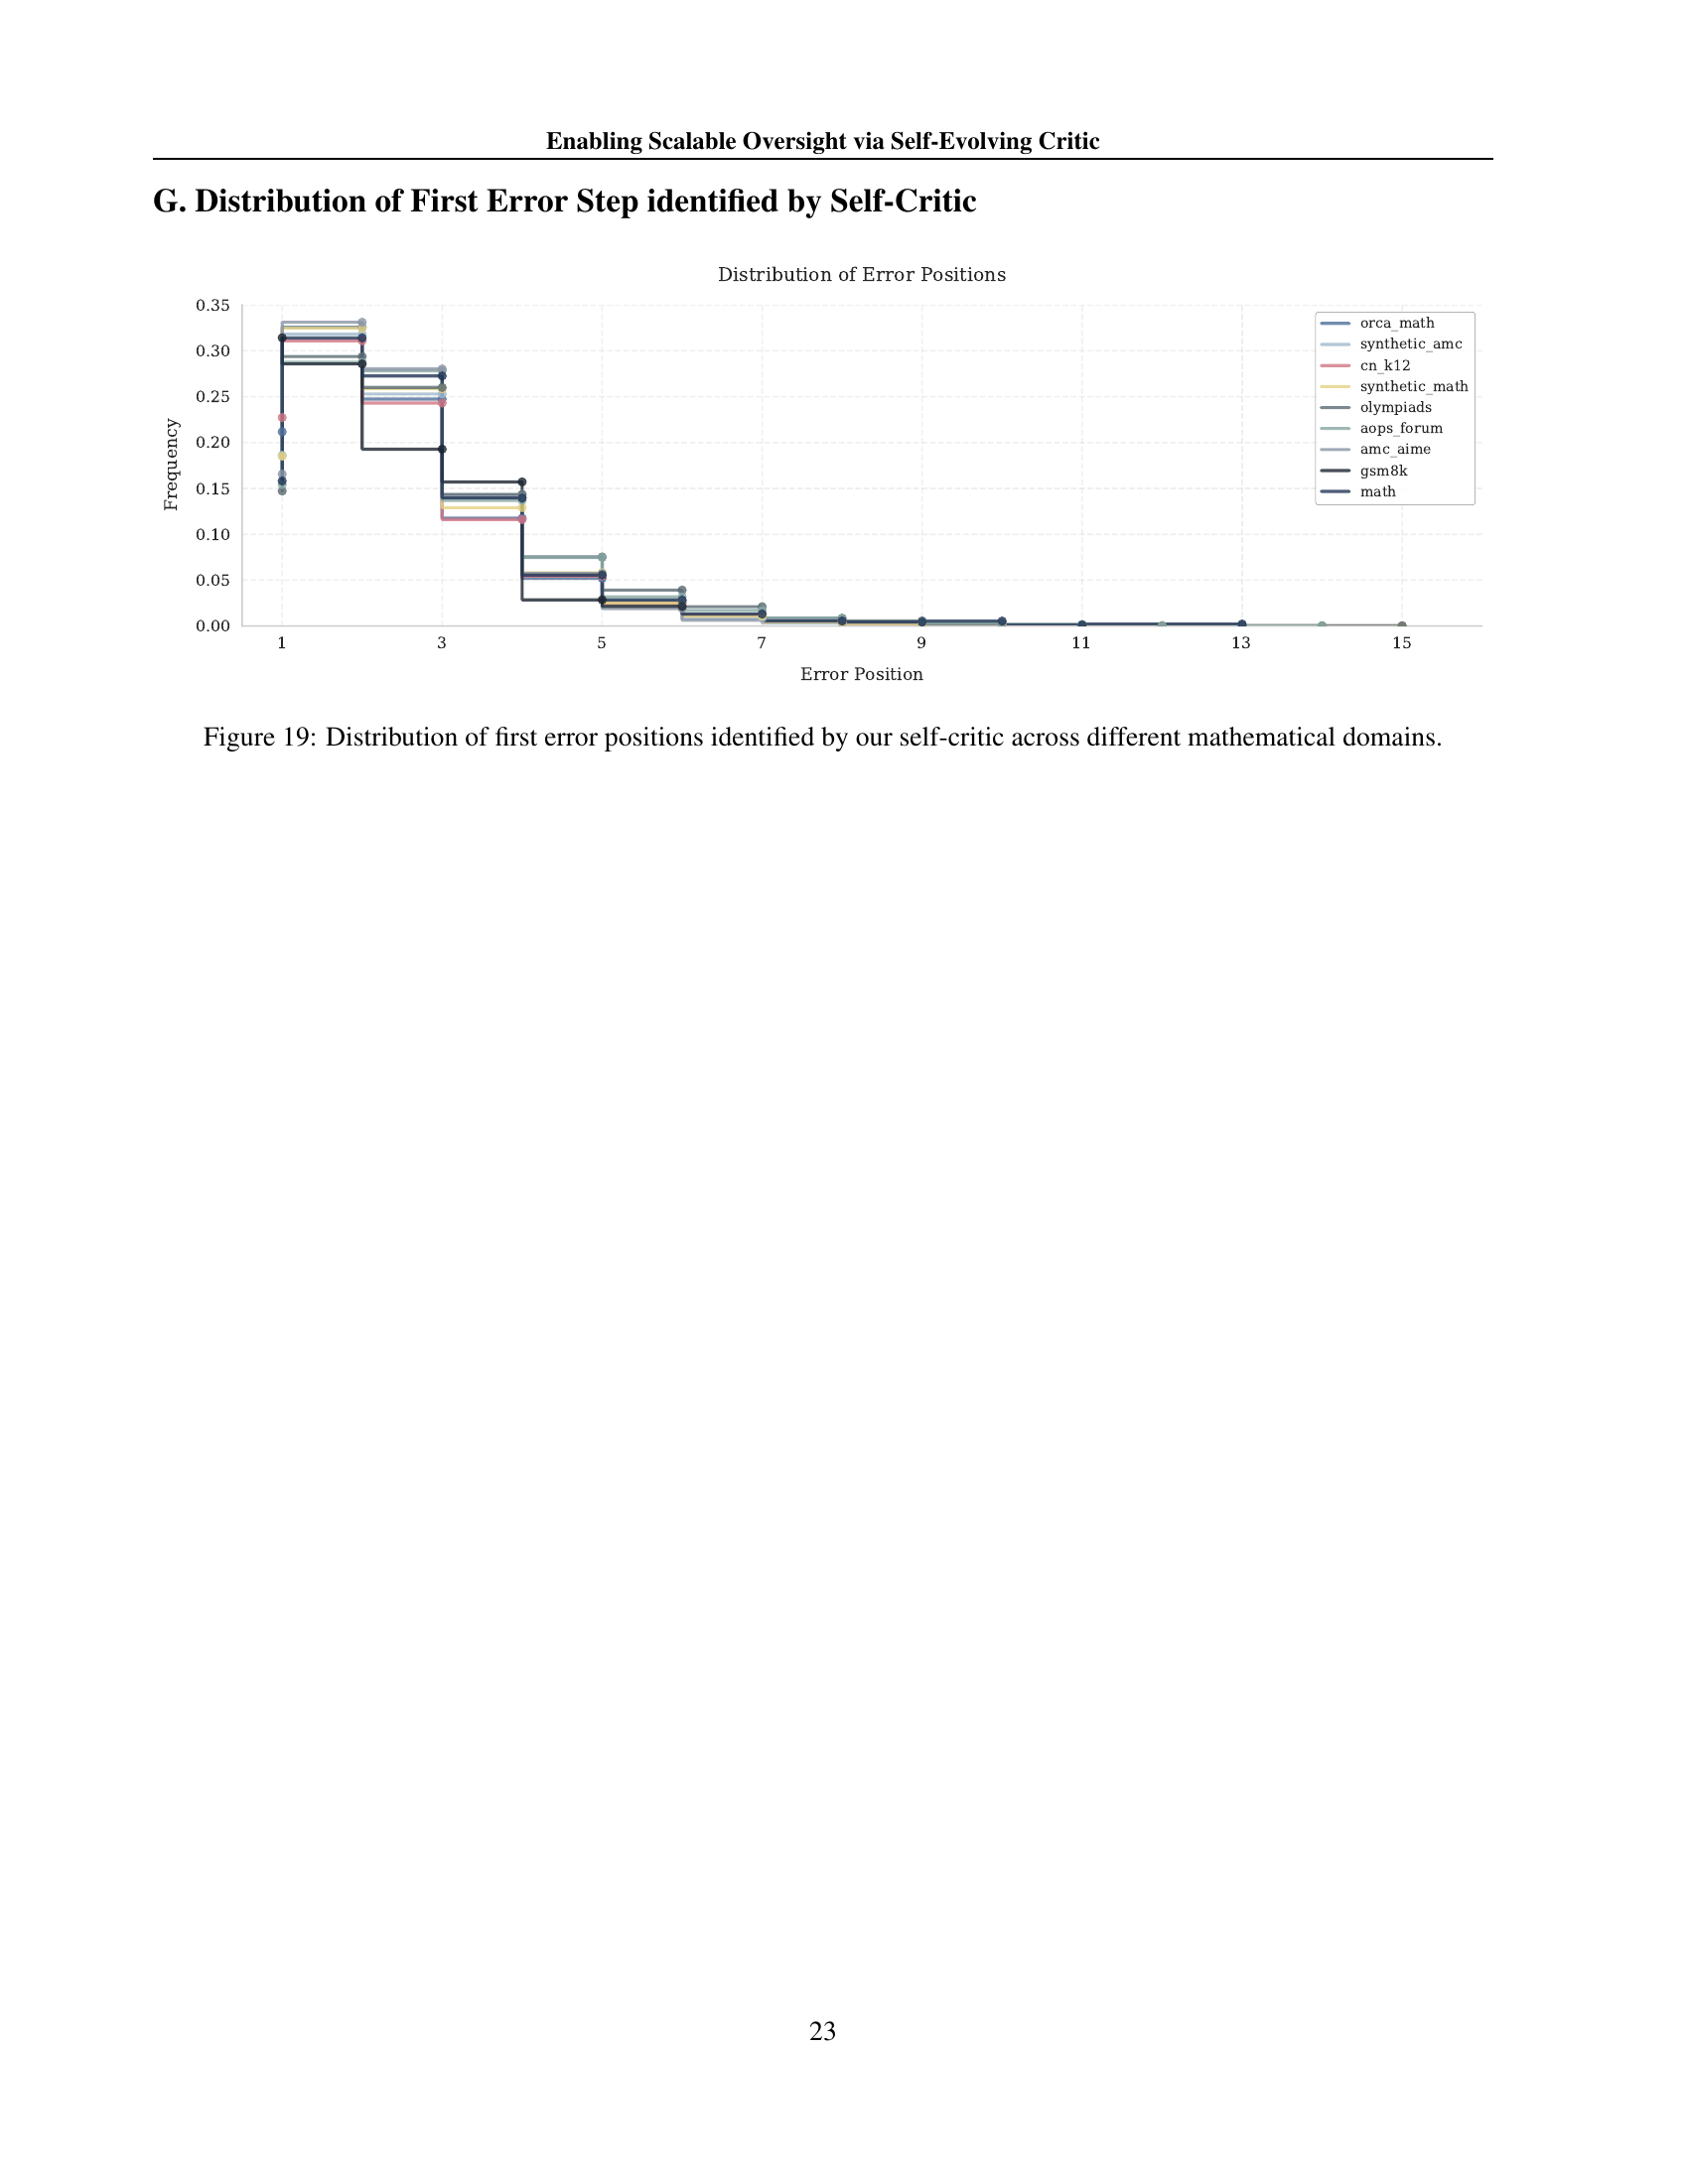 Enabling Scalable Oversight via Self-Evolving Critic
G. Distribution of First Error Step identified by Self-Critic
Distribution of Error Positions
0.35
0.30
0.25
0.20
0.15
0.10
0.05
0.00
Frequency
orca_math
synthetic_amc
cn_k12
synthetic_math
olympiads
aops_forum
amc_aime
gsm8k
math
1 3 5 7 9 11 13 15
Error Position
Figure 19: Distribution of first error positions identified by our self-critic across different mathematical domains.
23